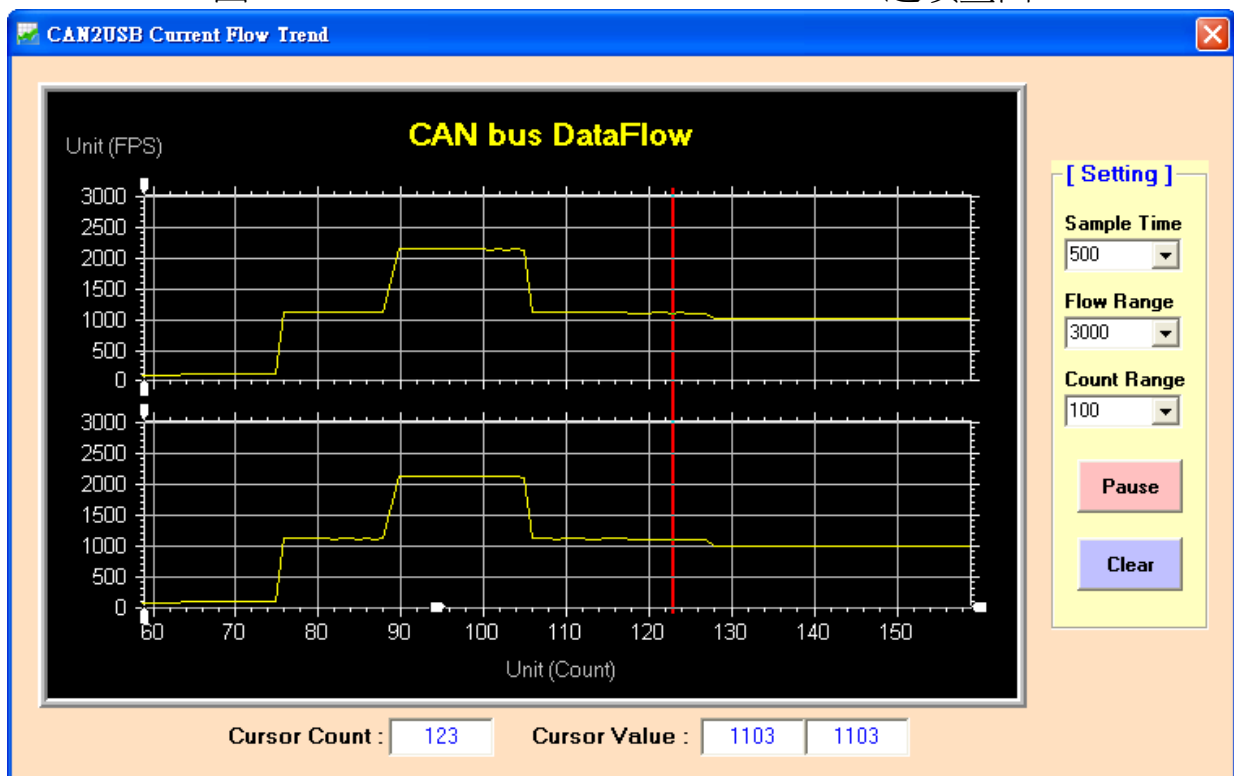 CAN2USB Current Flow Trend
CAN bus DataFlow
Unit (FPS)
3000
2500
2000
1500
1000
500
0
3000
2500
2000
1500
1000
500
0
60 70 80 90 100 110 120 130 140 150
Unit (Count)
[ Setting ]
Sample Time
500
Flow Range
3000
Count Range
100
Pause
Clear
Cursor Count : 123 Cursor Value : 1103 1103